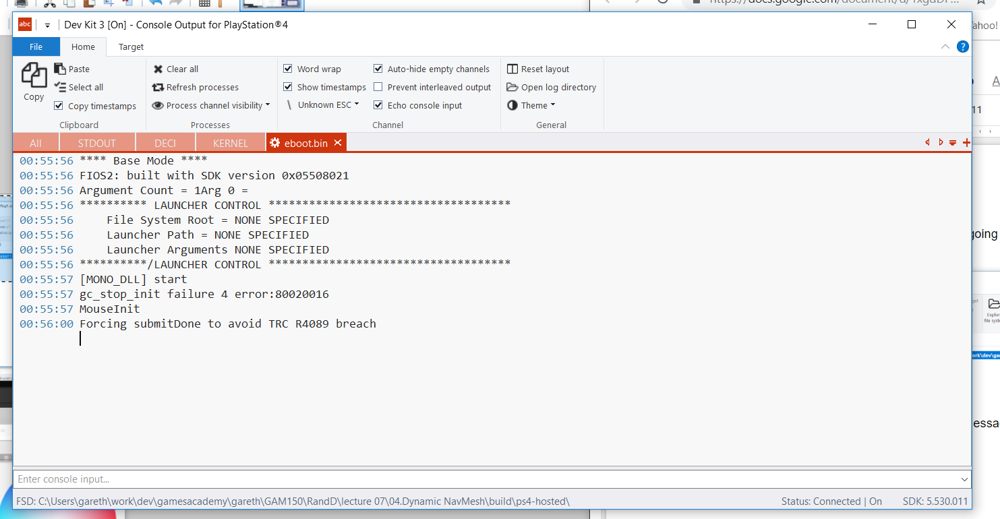 https://docs.google.com/document/d/1xgdDP...
abc
Dev Kit 3 [On] - Console Output for PlayStation®4
Yahoo!
File Home Target
?
Copy
Paste
Select all
Copy timestamps
Clipboard
Clear all
Refresh processes
Process channel visibility
Processes
Word wrap
Show timestamps
Unknown ESC
Auto-hide empty channels
Prevent interleaved output
Echo console input
Channel
Reset layout
Open log directory
Theme
General
A
11
All STDOUT DECI KERNEL eboot.bin
00:55:56 **** Base Mode ****
00:55:56 FIOS2: built with SDK version 0x05508021
00:55:56 Argument Count = 1Arg 0 =
00:55:56 ********** LAUNCHER CONTROL ************************************
00:55:56 File System Root = NONE SPECIFIED
00:55:56 Launcher Path = NONE SPECIFIED
00:55:56 Launcher Arguments NONE SPECIFIED
00:55:56 **********/LAUNCHER CONTROL ************************************
00:55:57 [MONO_DLL] start
00:55:57 gc_stop_init failure 4 error:80020016
00:55:57 MouseInit
00:56:00 Forcing submitDone to avoid TRC R4089 breach
going
Explor
file syst
ork\dev\ga
essa
Enter console input...
FSD: C:\Users\gareth\work\dev\gamesacademy\gareth\GAM150\RandD\lecture 07\04.Dynamic NavMesh\build\ps4-hosted\
Status: Connected | On SDK: 5.530.011